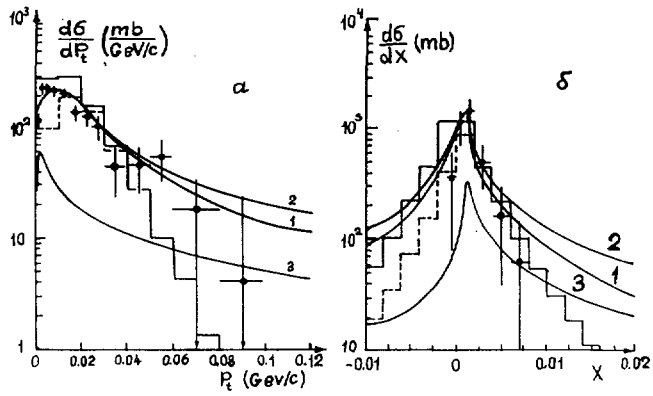 10³
dσ
dPₜ
(mb
GeV/c)
а
10²
10
1
2
1
3
0 0.02 0.04 0.06 0.08 0.1 0.12
Pₜ (GeV/c)
10⁴
dσ
dX
(mb)
б
10³
10²
10
2
1
3
-0.01 0 0.01 0.02
X